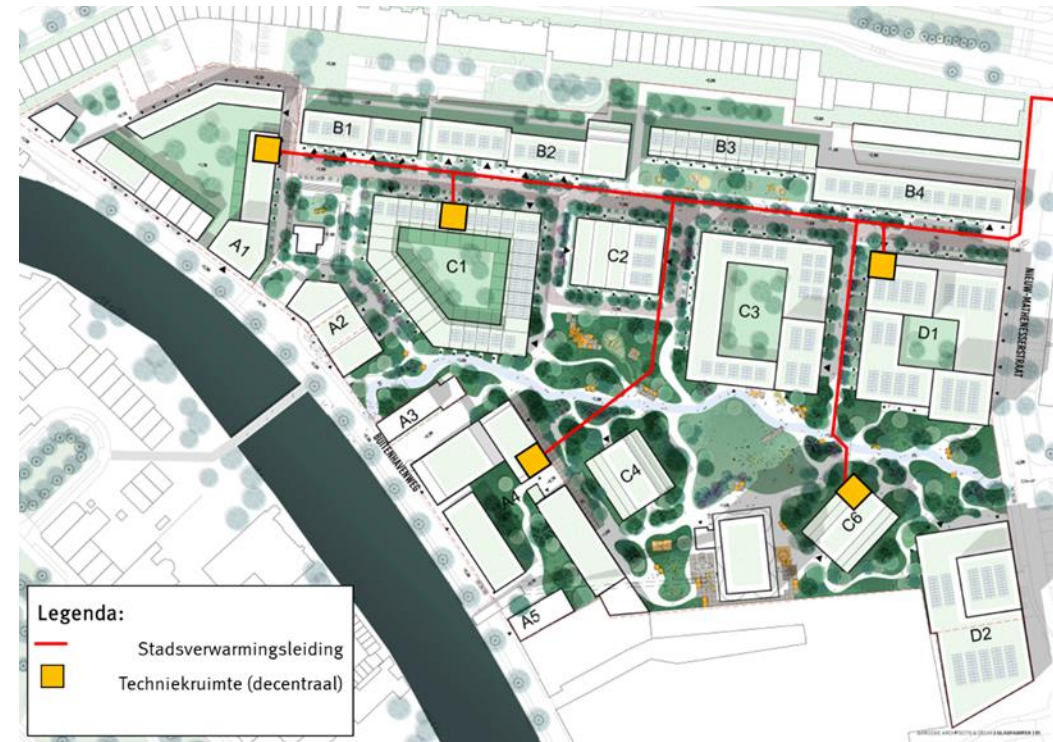 B1
B2
B3
B4
A1
C1
C2
C3
D1
NIEUW-MATHENESSERSTRAAT
A2
A3
BUITENHAVENWEG
A4
C4
C6
A5
D2
Legenda:
Stadsverwarmingsleiding
Techniekruimte (decentraal)